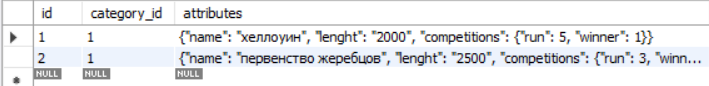 id category_id attributes
1 1 {"name": "хеллоуин", "lenght": "2000", "competitions": {"run": 5, "winner": 1}}
2 1 {"name": "первенство жеребцов", "lenght": "2500", "competitions": {"run": 3, "winn...
NULL NULL NULL